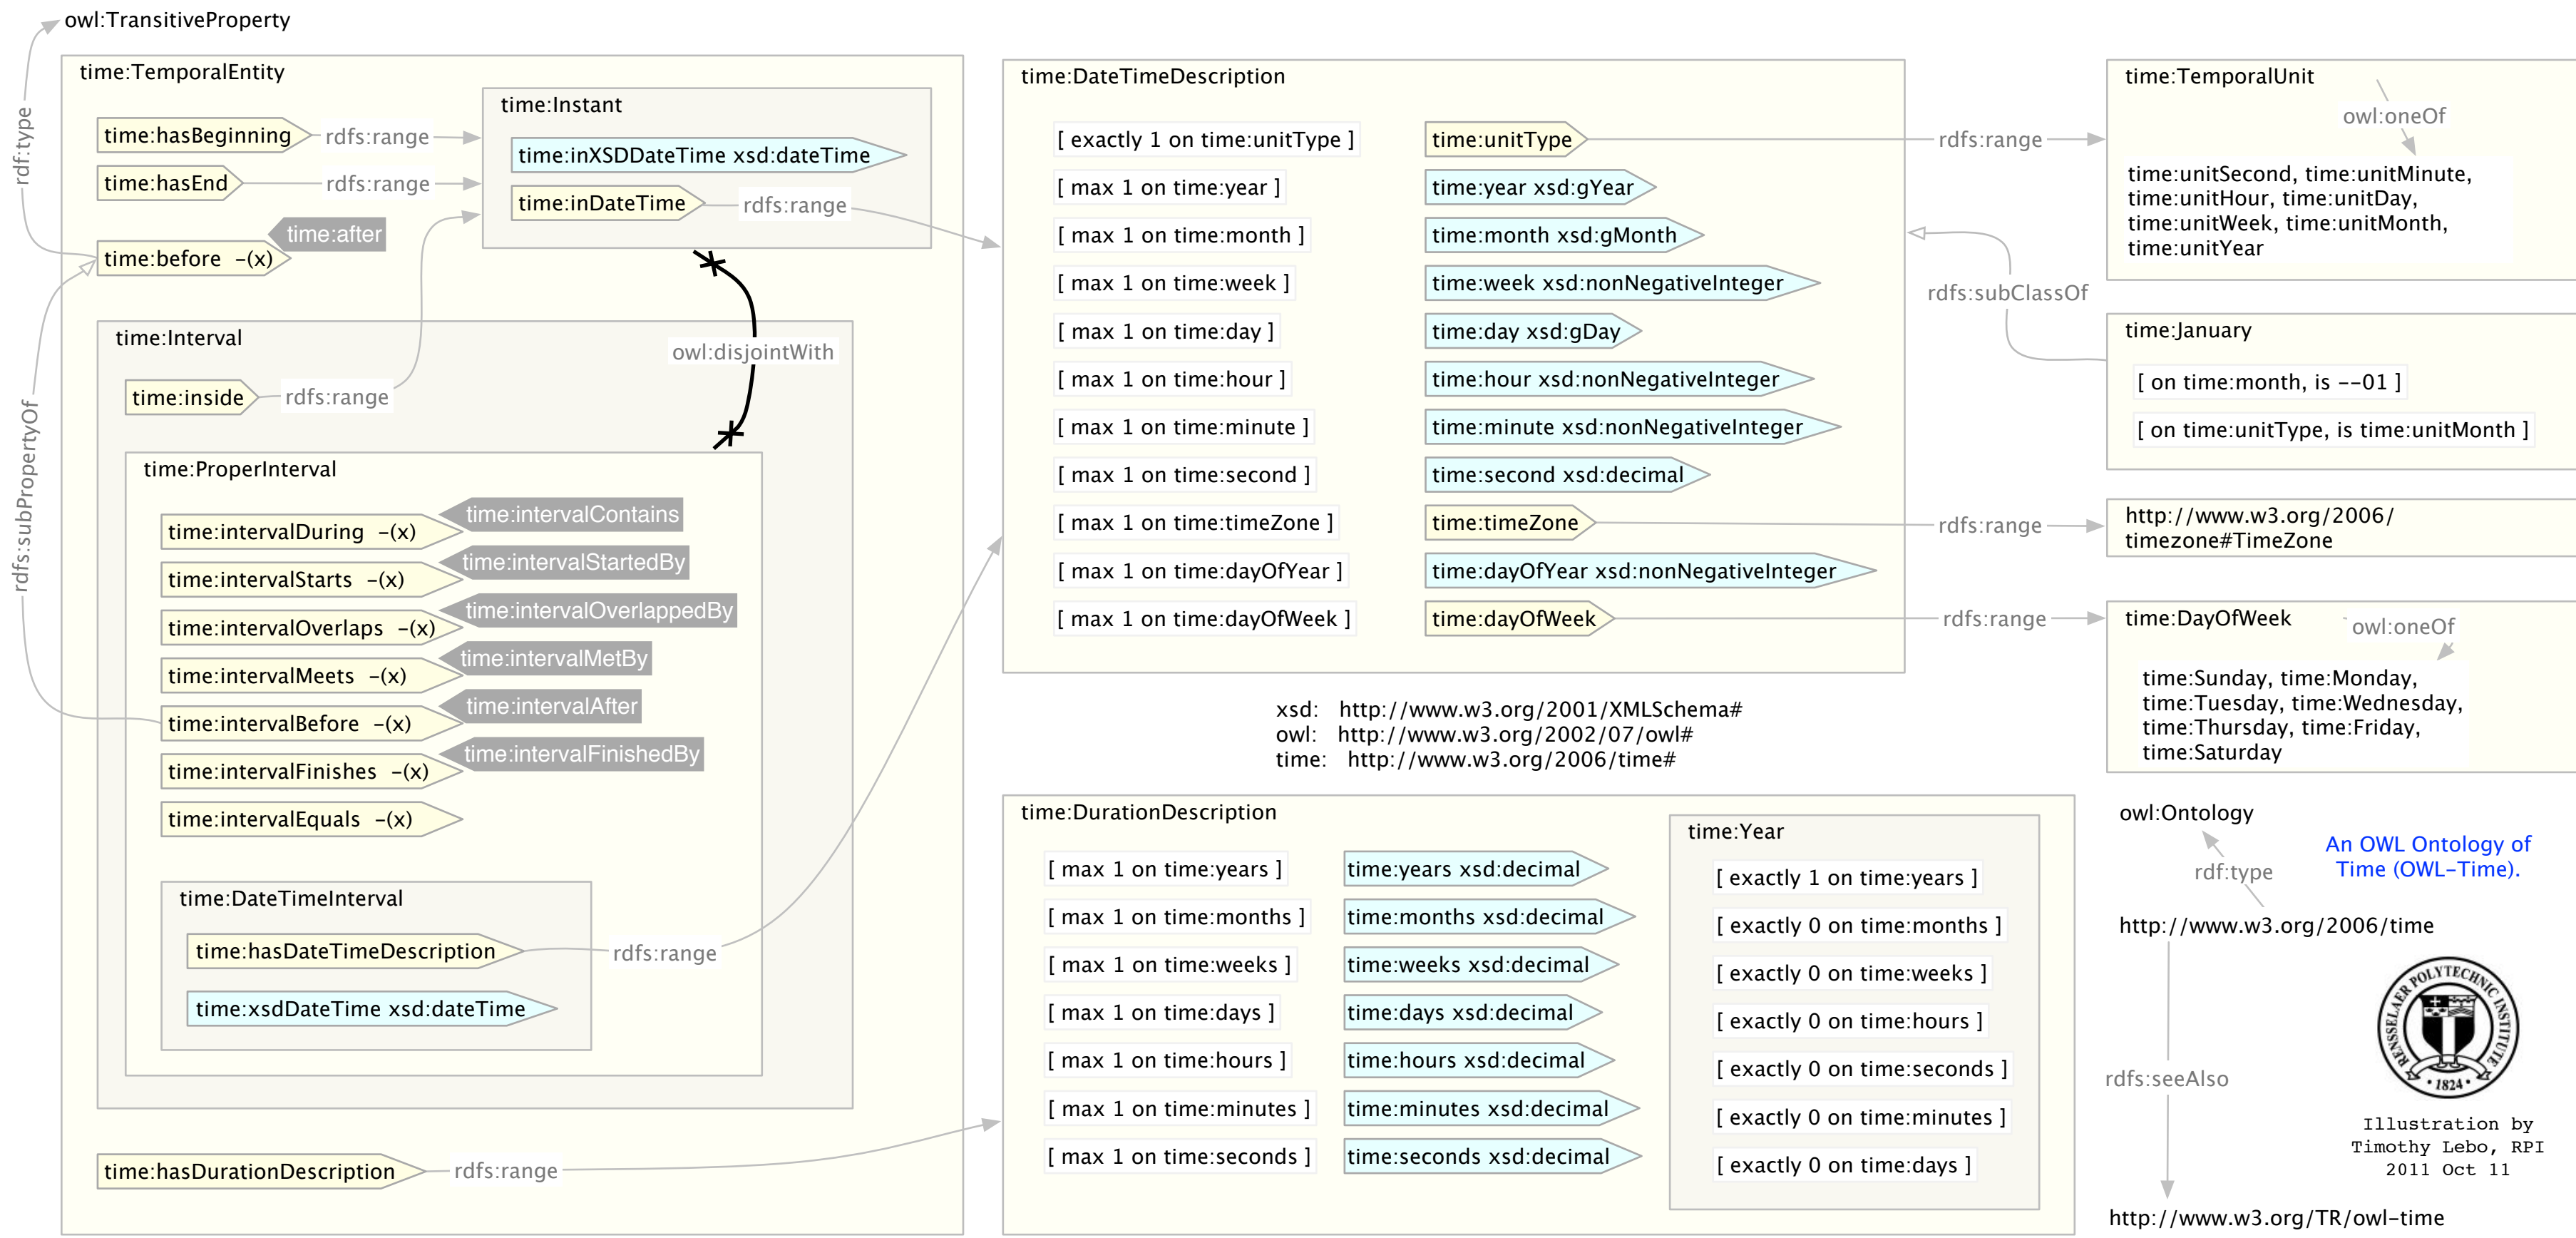 owl:TransitiveProperty
rdf:type
rdfs:subPropertyOf
time:TemporalEntity
time:hasBeginning
rdfs:range
time:hasEnd
rdfs:range
time:after
time:before -(x)
time:Instant
time:inXSDDateTime xsd:dateTime
time:inDateTime
rdfs:range
owl:disjointWith
time:Interval
time:inside
rdfs:range
time:ProperInterval
time:intervalContains
time:intervalDuring -(x)
time:intervalStartedBy
time:intervalStarts -(x)
time:intervalOverlappedBy
time:intervalOverlaps -(x)
time:intervalMetBy
time:intervalMeets -(x)
time:intervalAfter
time:intervalBefore -(x)
time:intervalFinishedBy
time:intervalFinishes -(x)
time:intervalEquals -(x)
time:DateTimeInterval
time:hasDateTimeDescription
rdfs:range
time:xsdDateTime xsd:dateTime
time:hasDurationDescription
rdfs:range
time:DateTimeDescription
[ exactly 1 on time:unitType ]
time:unitType
rdfs:range
[ max 1 on time:year ]
time:year xsd:gYear
[ max 1 on time:month ]
time:month xsd:gMonth
[ max 1 on time:week ]
time:week xsd:nonNegativeInteger
[ max 1 on time:day ]
time:day xsd:gDay
[ max 1 on time:hour ]
time:hour xsd:nonNegativeInteger
[ max 1 on time:minute ]
time:minute xsd:nonNegativeInteger
[ max 1 on time:second ]
time:second xsd:decimal
[ max 1 on time:timeZone ]
time:timeZone
rdfs:range
[ max 1 on time:dayOfYear ]
time:dayOfYear xsd:nonNegativeInteger
[ max 1 on time:dayOfWeek ]
time:dayOfWeek
rdfs:range
xsd: http://www.w3.org/2001/XMLSchema#
owl: http://www.w3.org/2002/07/owl#
time: http://www.w3.org/2006/time#
time:DurationDescription
[ max 1 on time:years ]
time:years xsd:decimal
[ max 1 on time:months ]
time:months xsd:decimal
[ max 1 on time:weeks ]
time:weeks xsd:decimal
[ max 1 on time:days ]
time:days xsd:decimal
[ max 1 on time:hours ]
time:hours xsd:decimal
[ max 1 on time:minutes ]
time:minutes xsd:decimal
[ max 1 on time:seconds ]
time:seconds xsd:decimal
time:Year
[ exactly 1 on time:years ]
[ exactly 0 on time:months ]
[ exactly 0 on time:weeks ]
[ exactly 0 on time:hours ]
[ exactly 0 on time:seconds ]
[ exactly 0 on time:minutes ]
[ exactly 0 on time:days ]
time:TemporalUnit
owl:oneOf
time:unitSecond, time:unitMinute,
time:unitHour, time:unitDay,
time:unitWeek, time:unitMonth,
time:unitYear
rdfs:subClassOf
time:January
[ on time:month, is --01 ]
[ on time:unitType, is time:unitMonth ]
http://www.w3.org/2006/
timezone#TimeZone
time:DayOfWeek
owl:oneOf
time:Sunday, time:Monday,
time:Tuesday, time:Wednesday,
time:Thursday, time:Friday,
time:Saturday
owl:Ontology
An OWL Ontology of
Time (OWL-Time).
rdf:type
http://www.w3.org/2006/time
RENSSELAER POLYTECHNIC INSTITUTE
• 1824 •
rdfs:seeAlso
Illustration by
Timothy Lebo, RPI
2011 Oct 11
http://www.w3.org/TR/owl-time